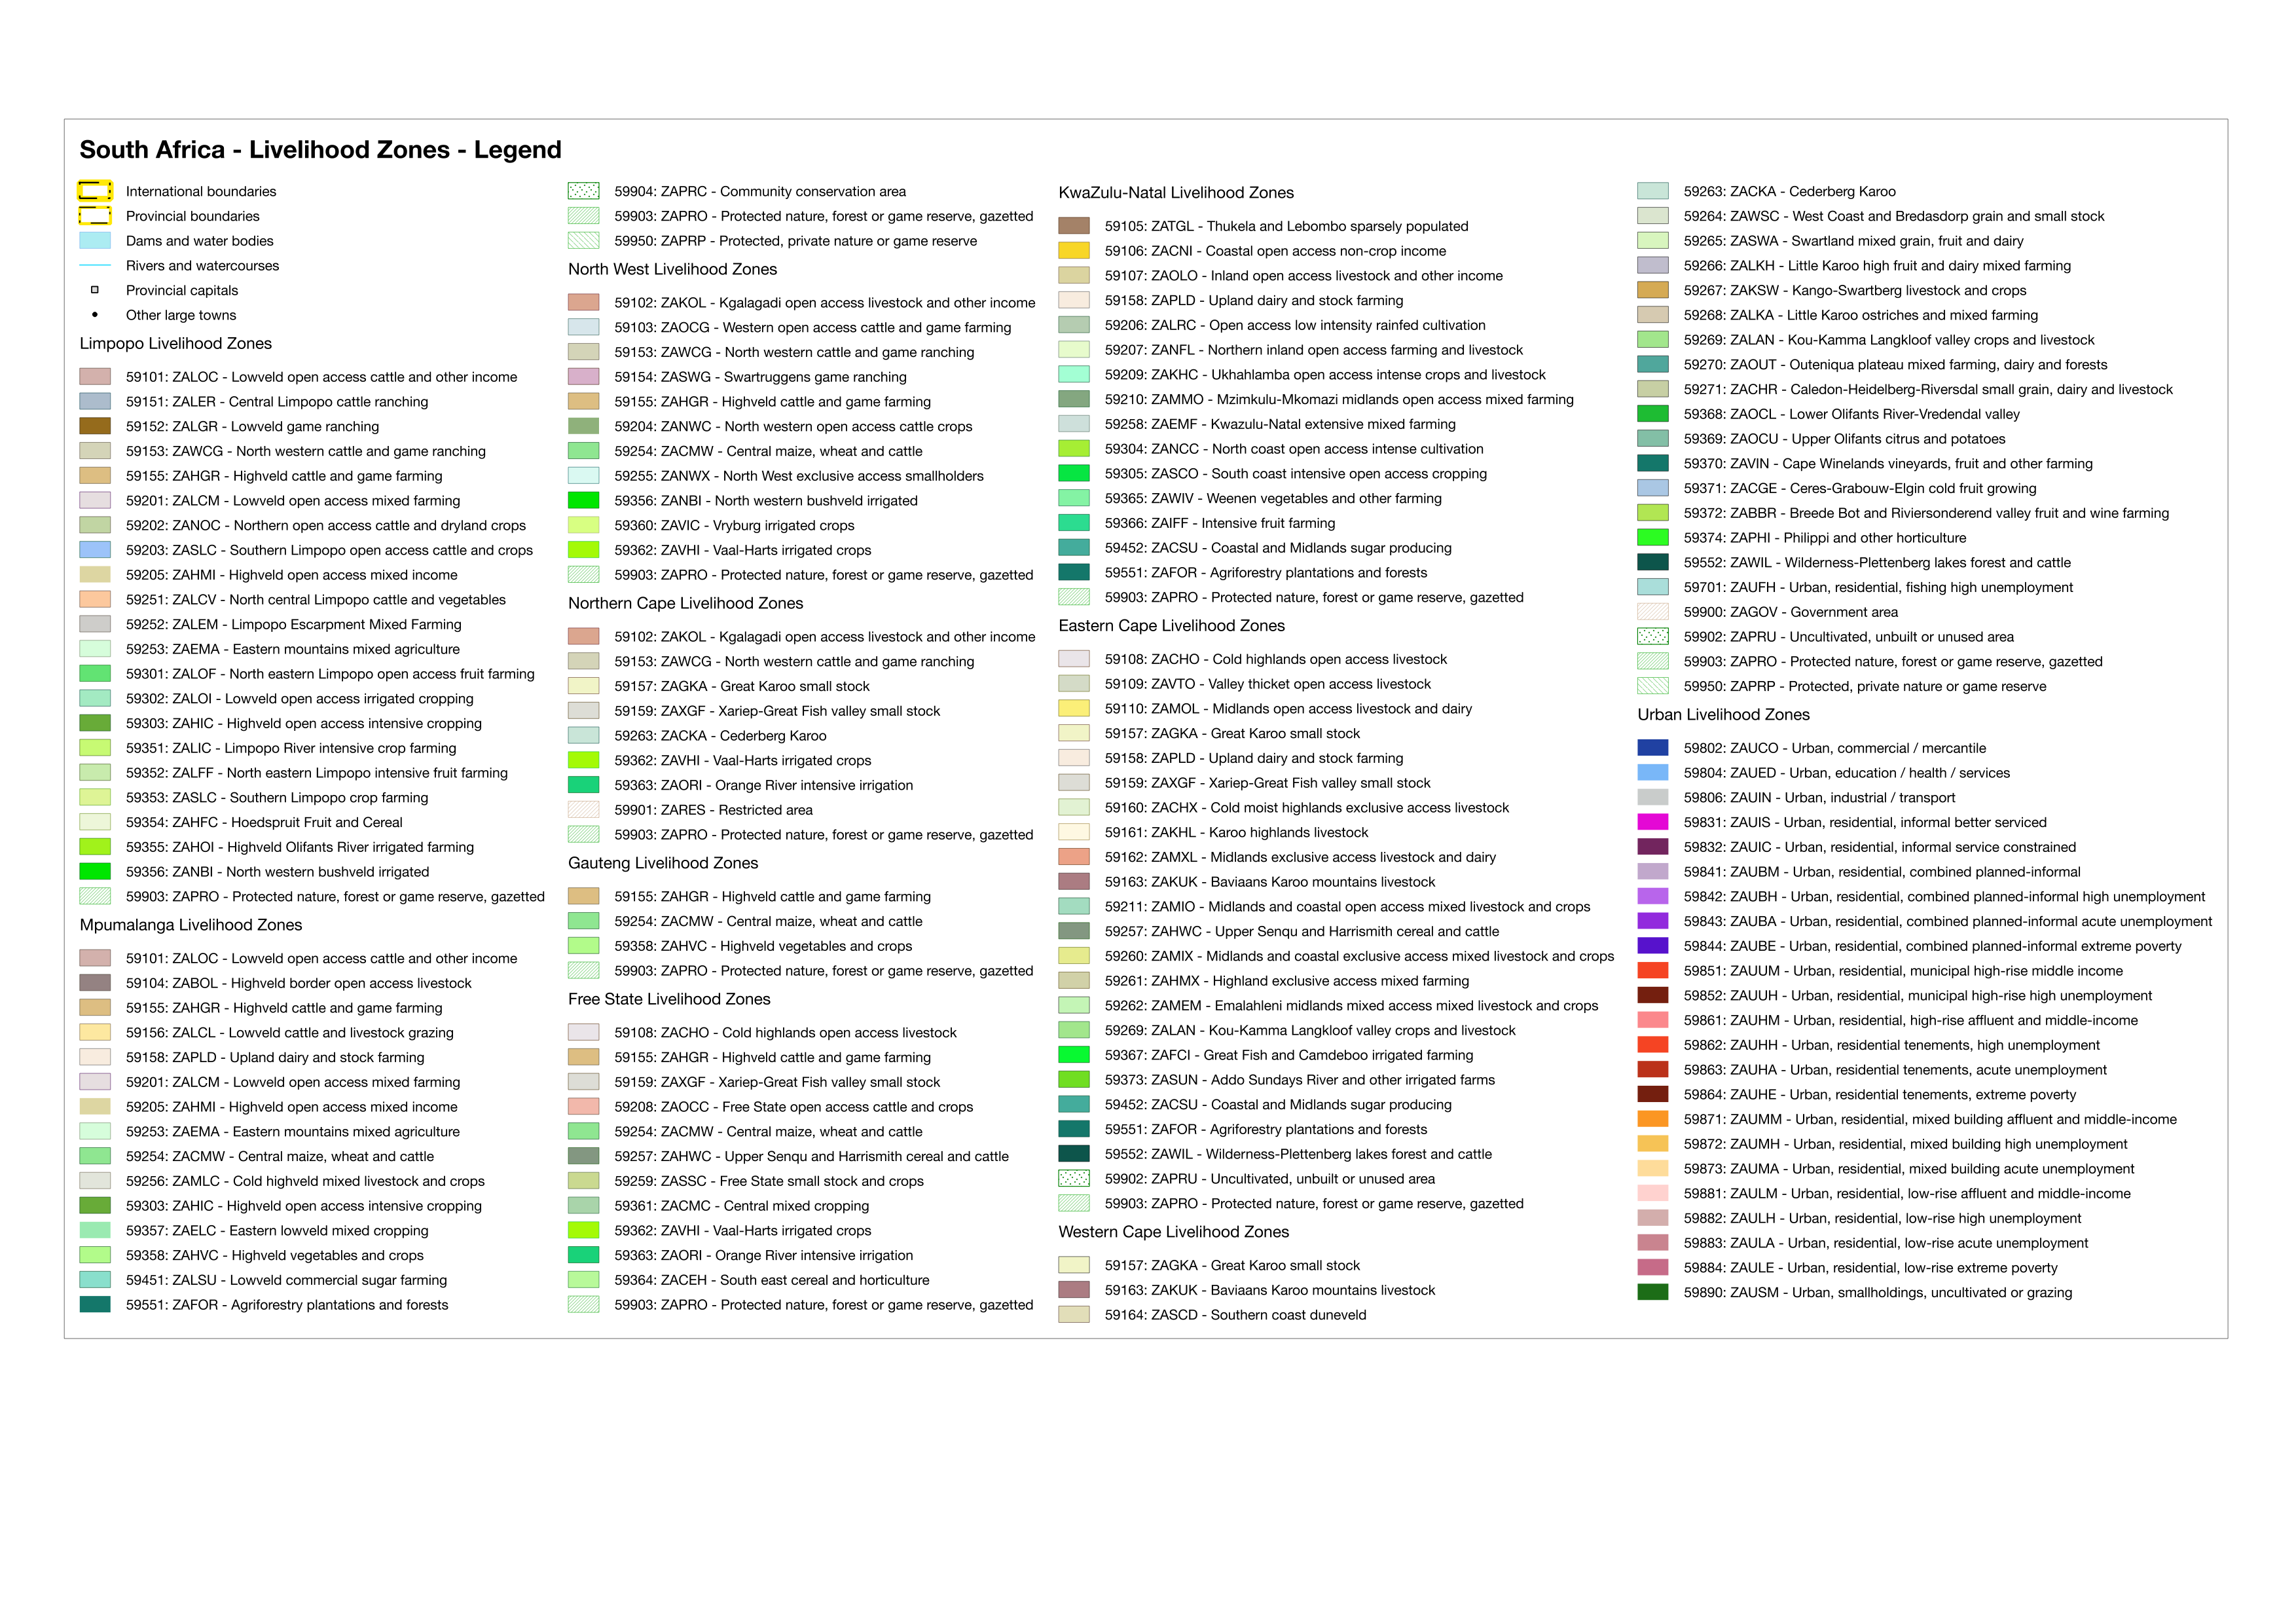 South Africa - Livelihood Zones - Legend
International boundaries
Provincial boundaries
Dams and water bodies
Rivers and watercourses
Provincial capitals
Other large towns
Limpopo Livelihood Zones
59101: ZALOC - Lowveld open access cattle and other income
59151: ZALER - Central Limpopo cattle ranching
59152: ZALGR - Lowveld game ranching
59153: ZAWCG - North western cattle and game ranching
59155: ZAHGR - Highveld cattle and game farming
59201: ZALCM - Lowveld open access mixed farming
59202: ZANOC - Northern open access cattle and dryland crops
59203: ZASLC - Southern Limpopo open access cattle and crops
59205: ZAHMI - Highveld open access mixed income
59251: ZALCV - North central Limpopo cattle and vegetables
59252: ZALEM - Limpopo Escarpment Mixed Farming
59253: ZAEMA - Eastern mountains mixed agriculture
59301: ZALOF - North eastern Limpopo open access fruit farming
59302: ZALOI - Lowveld open access irrigated cropping
59303: ZAHIC - Highveld open access intensive cropping
59351: ZALIC - Limpopo River intensive crop farming
59352: ZALFF - North eastern Limpopo intensive fruit farming
59353: ZASLC - Southern Limpopo crop farming
59354: ZAHFC - Hoedspruit Fruit and Cereal
59355: ZAHOI - Highveld Olifants River irrigated farming
59356: ZANBI - North western bushveld irrigated
59903: ZAPRO - Protected nature, forest or game reserve, gazetted
Mpumalanga Livelihood Zones
59101: ZALOC - Lowveld open access cattle and other income
59104: ZABOL - Highveld border open access livestock
59155: ZAHGR - Highveld cattle and game farming
59156: ZALCL - Lowveld cattle and livestock grazing
59158: ZAPLD - Upland dairy and stock farming
59201: ZALCM - Lowveld open access mixed farming
59205: ZAHMI - Highveld open access mixed income
59253: ZAEMA - Eastern mountains mixed agriculture
59254: ZACMW - Central maize, wheat and cattle
59256: ZAMLC - Cold highveld mixed livestock and crops
59303: ZAHIC - Highveld open access intensive cropping
59357: ZAELC - Eastern lowveld mixed cropping
59358: ZAHVC - Highveld vegetables and crops
59451: ZALSU - Lowveld commercial sugar farming
59551: ZAFOR - Agriforestry plantations and forests
59904: ZAPRC - Community conservation area
59903: ZAPRO - Protected nature, forest or game reserve, gazetted
59950: ZAPRP - Protected, private nature or game reserve
North West Livelihood Zones
59102: ZAKOL - Kgalagadi open access livestock and other income
59103: ZAOCG - Western open access cattle and game farming
59153: ZAWCG - North western cattle and game ranching
59154: ZASWG - Swartruggens game ranching
59155: ZAHGR - Highveld cattle and game farming
59204: ZANWC - North western open access cattle crops
59254: ZACMW - Central maize, wheat and cattle
59255: ZANWX - North West exclusive access smallholders
59356: ZANBI - North western bushveld irrigated
59360: ZAVIC - Vryburg irrigated crops
59362: ZAVHI - Vaal-Harts irrigated crops
59903: ZAPRO - Protected nature, forest or game reserve, gazetted
Northern Cape Livelihood Zones
59102: ZAKOL - Kgalagadi open access livestock and other income
59153: ZAWCG - North western cattle and game ranching
59157: ZAGKA - Great Karoo small stock
59159: ZAXGF - Xariep-Great Fish valley small stock
59263: ZACKA - Cederberg Karoo
59362: ZAVHI - Vaal-Harts irrigated crops
59363: ZAORI - Orange River intensive irrigation
59901: ZARES - Restricted area
59903: ZAPRO - Protected nature, forest or game reserve, gazetted
Gauteng Livelihood Zones
59155: ZAHGR - Highveld cattle and game farming
59254: ZACMW - Central maize, wheat and cattle
59358: ZAHVC - Highveld vegetables and crops
59903: ZAPRO - Protected nature, forest or game reserve, gazetted
Free State Livelihood Zones
59108: ZACHO - Cold highlands open access livestock
59155: ZAHGR - Highveld cattle and game farming
59159: ZAXGF - Xariep-Great Fish valley small stock
59208: ZAOCC - Free State open access cattle and crops
59254: ZACMW - Central maize, wheat and cattle
59257: ZAHWC - Upper Senqu and Harrismith cereal and cattle
59259: ZASSC - Free State small stock and crops
59361: ZACMC - Central mixed cropping
59362: ZAVHI - Vaal-Harts irrigated crops
59363: ZAORI - Orange River intensive irrigation
59364: ZACEH - South east cereal and horticulture
59903: ZAPRO - Protected nature, forest or game reserve, gazetted
KwaZulu-Natal Livelihood Zones
59105: ZATGL - Thukela and Lebombo sparsely populated
59106: ZACNI - Coastal open access non-crop income
59107: ZAOLO - Inland open access livestock and other income
59158: ZAPLD - Upland dairy and stock farming
59206: ZALRC - Open access low intensity rainfed cultivation
59207: ZANFL - Northern inland open access farming and livestock
59209: ZAKHC - Ukhahlamba open access intense crops and livestock
59210: ZAMMO - Mzimkulu-Mkomazi midlands open access mixed farming
59258: ZAEMF - Kwazulu-Natal extensive mixed farming
59304: ZANCC - North coast open access intense cultivation
59305: ZASCO - South coast intensive open access cropping
59365: ZAWIV - Weenen vegetables and other farming
59366: ZAIFF - Intensive fruit farming
59452: ZACSU - Coastal and Midlands sugar producing
59551: ZAFOR - Agriforestry plantations and forests
59903: ZAPRO - Protected nature, forest or game reserve, gazetted
Eastern Cape Livelihood Zones
59108: ZACHO - Cold highlands open access livestock
59109: ZAVTO - Valley thicket open access livestock
59110: ZAMOL - Midlands open access livestock and dairy
59157: ZAGKA - Great Karoo small stock
59158: ZAPLD - Upland dairy and stock farming
59159: ZAXGF - Xariep-Great Fish valley small stock
59160: ZACHX - Cold moist highlands exclusive access livestock
59161: ZAKHL - Karoo highlands livestock
59162: ZAMXL - Midlands exclusive access livestock and dairy
59163: ZAKUK - Baviaans Karoo mountains livestock
59211: ZAMIO - Midlands and coastal open access mixed livestock and crops
59257: ZAHWC - Upper Senqu and Harrismith cereal and cattle
59260: ZAMIX - Midlands and coastal exclusive access mixed livestock and crops
59261: ZAHMX - Highland exclusive access mixed farming
59262: ZAMEM - Emalahleni midlands mixed access mixed livestock and crops
59269: ZALAN - Kou-Kamma Langkloof valley crops and livestock
59367: ZAFCI - Great Fish and Camdeboo irrigated farming
59373: ZASUN - Addo Sundays River and other irrigated farms
59452: ZACSU - Coastal and Midlands sugar producing
59551: ZAFOR - Agriforestry plantations and forests
59552: ZAWIL - Wilderness-Plettenberg lakes forest and cattle
59902: ZAPRU - Uncultivated, unbuilt or unused area
59903: ZAPRO - Protected nature, forest or game reserve, gazetted
Western Cape Livelihood Zones
59157: ZAGKA - Great Karoo small stock
59163: ZAKUK - Baviaans Karoo mountains livestock
59164: ZASCD - Southern coast duneveld
59263: ZACKA - Cederberg Karoo
59264: ZAWSC - West Coast and Bredasdorp grain and small stock
59265: ZASWA - Swartland mixed grain, fruit and dairy
59266: ZALKH - Little Karoo high fruit and dairy mixed farming
59267: ZAKSW - Kango-Swartberg livestock and crops
59268: ZALKA - Little Karoo ostriches and mixed farming
59269: ZALAN - Kou-Kamma Langkloof valley crops and livestock
59270: ZAOUT - Outeniqua plateau mixed farming, dairy and forests
59271: ZACHR - Caledon-Heidelberg-Riversdal small grain, dairy and livestock
59368: ZAOCL - Lower Olifants River-Vredendal valley
59369: ZAOCU - Upper Olifants citrus and potatoes
59370: ZAVIN - Cape Winelands vineyards, fruit and other farming
59371: ZACGE - Ceres-Grabouw-Elgin cold fruit growing
59372: ZABBR - Breede Bot and Riviersonderend valley fruit and wine farming
59374: ZAPHI - Philippi and other horticulture
59552: ZAWIL - Wilderness-Plettenberg lakes forest and cattle
59701: ZAUFH - Urban, residential, fishing high unemployment
59900: ZAGOV - Government area
59902: ZAPRU - Uncultivated, unbuilt or unused area
59903: ZAPRO - Protected nature, forest or game reserve, gazetted
59950: ZAPRP - Protected, private nature or game reserve
Urban Livelihood Zones
59802: ZAUCO - Urban, commercial / mercantile
59804: ZAUED - Urban, education / health / services
59806: ZAUIN - Urban, industrial / transport
59831: ZAUIS - Urban, residential, informal better serviced
59832: ZAUIC - Urban, residential, informal service constrained
59841: ZAUBM - Urban, residential, combined planned-informal
59842: ZAUBH - Urban, residential, combined planned-informal high unemployment
59843: ZAUBA - Urban, residential, combined planned-informal acute unemployment
59844: ZAUBE - Urban, residential, combined planned-informal extreme poverty
59851: ZAUUM - Urban, residential, municipal high-rise middle income
59852: ZAUUH - Urban, residential, municipal high-rise high unemployment
59861: ZAUHM - Urban, residential, high-rise affluent and middle-income
59862: ZAUHH - Urban, residential tenements, high unemployment
59863: ZAUHA - Urban, residential tenements, acute unemployment
59864: ZAUHE - Urban, residential tenements, extreme poverty
59871: ZAUMM - Urban, residential, mixed building affluent and middle-income
59872: ZAUMH - Urban, residential, mixed building high unemployment
59873: ZAUMA - Urban, residential, mixed building acute unemployment
59881: ZAULM - Urban, residential, low-rise affluent and middle-income
59882: ZAULH - Urban, residential, low-rise high unemployment
59883: ZAULA - Urban, residential, low-rise acute unemployment
59884: ZAULE - Urban, residential, low-rise extreme poverty
59890: ZAUSM - Urban, smallholdings, uncultivated or grazing